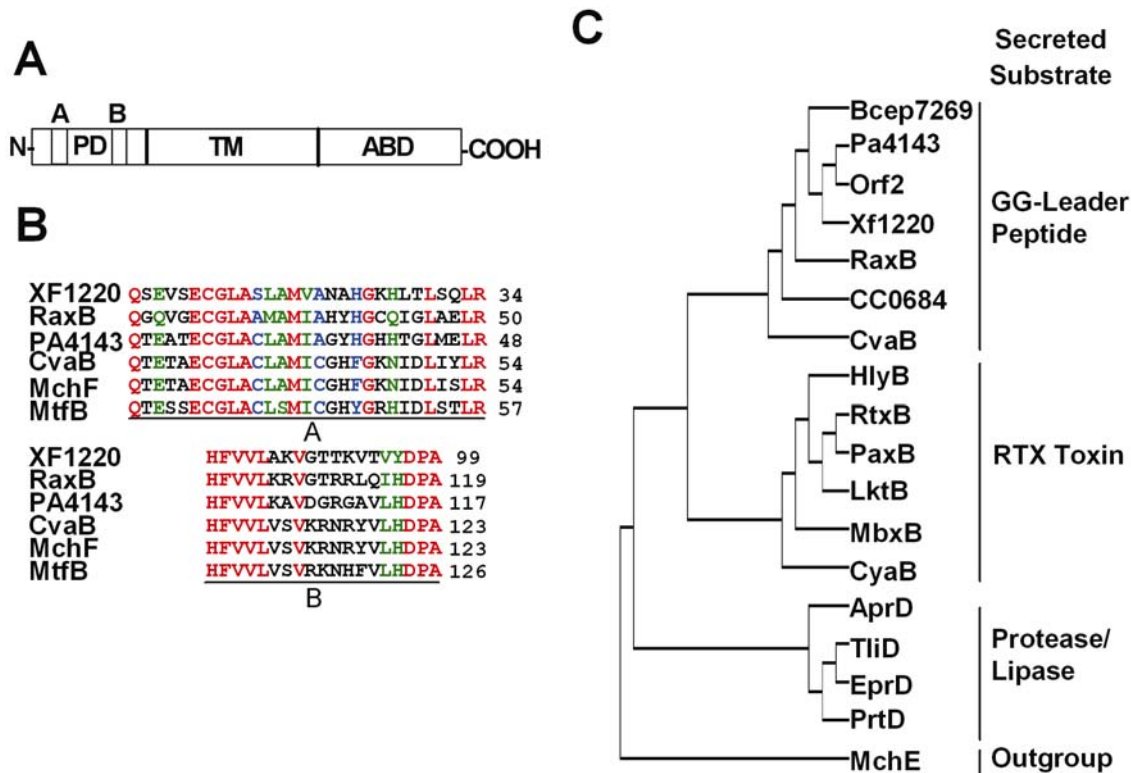 A
A B
N- PD TM ABD -COOH
B
XF1220 QSEVSECGLASLAMVANAHGKHLTLSQLR 34
RaxB QGQVGECGLAAMAMIAHYHGCQIGLAELR 50
PA4143 QTEATECGLACLAMIAGYHGHHTGLMELR 48
CvaB QTETAECGLACLAMICGHFGKNIDLIYLR 54
MchF QTETAECGLACLAMICGHFGKNIDLISLR 54
MtfB QTESSECGLACLSMICGHYGRHIDLSTLR 57
A
XF1220 HFVVLAKVGTTKVTVYDPA 99
RaxB HFVVLKRVGTRRLQIHDPA 119
PA4143 HFVVLKAVDGRGAVLHDPA 117
CvaB HFVVLVSVKRNRYVLHDPA 123
MchF HFVVLVSVKRNRYVLHDPA 123
MtfB HFVVLVSVRKNHFVLHDPA 126
B
C
Secreted
Substrate
Bcep7269
Pa4143
Orf2
Xf1220
RaxB
CC0684
CvaB
GG-Leader
Peptide
HlyB
RtxB
PaxB
LktB
MbxB
CyaB
RTX Toxin
AprD
TliD
EprD
PrtD
Protease/
Lipase
MchE
Outgroup